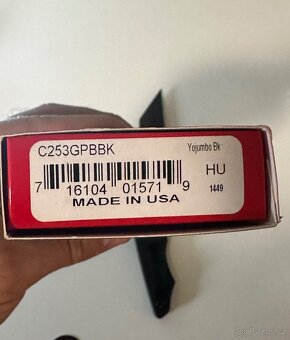 C253GPBBK
Yojumbo Bk
7 16104 01571 9
HU
1449
MADE IN USA